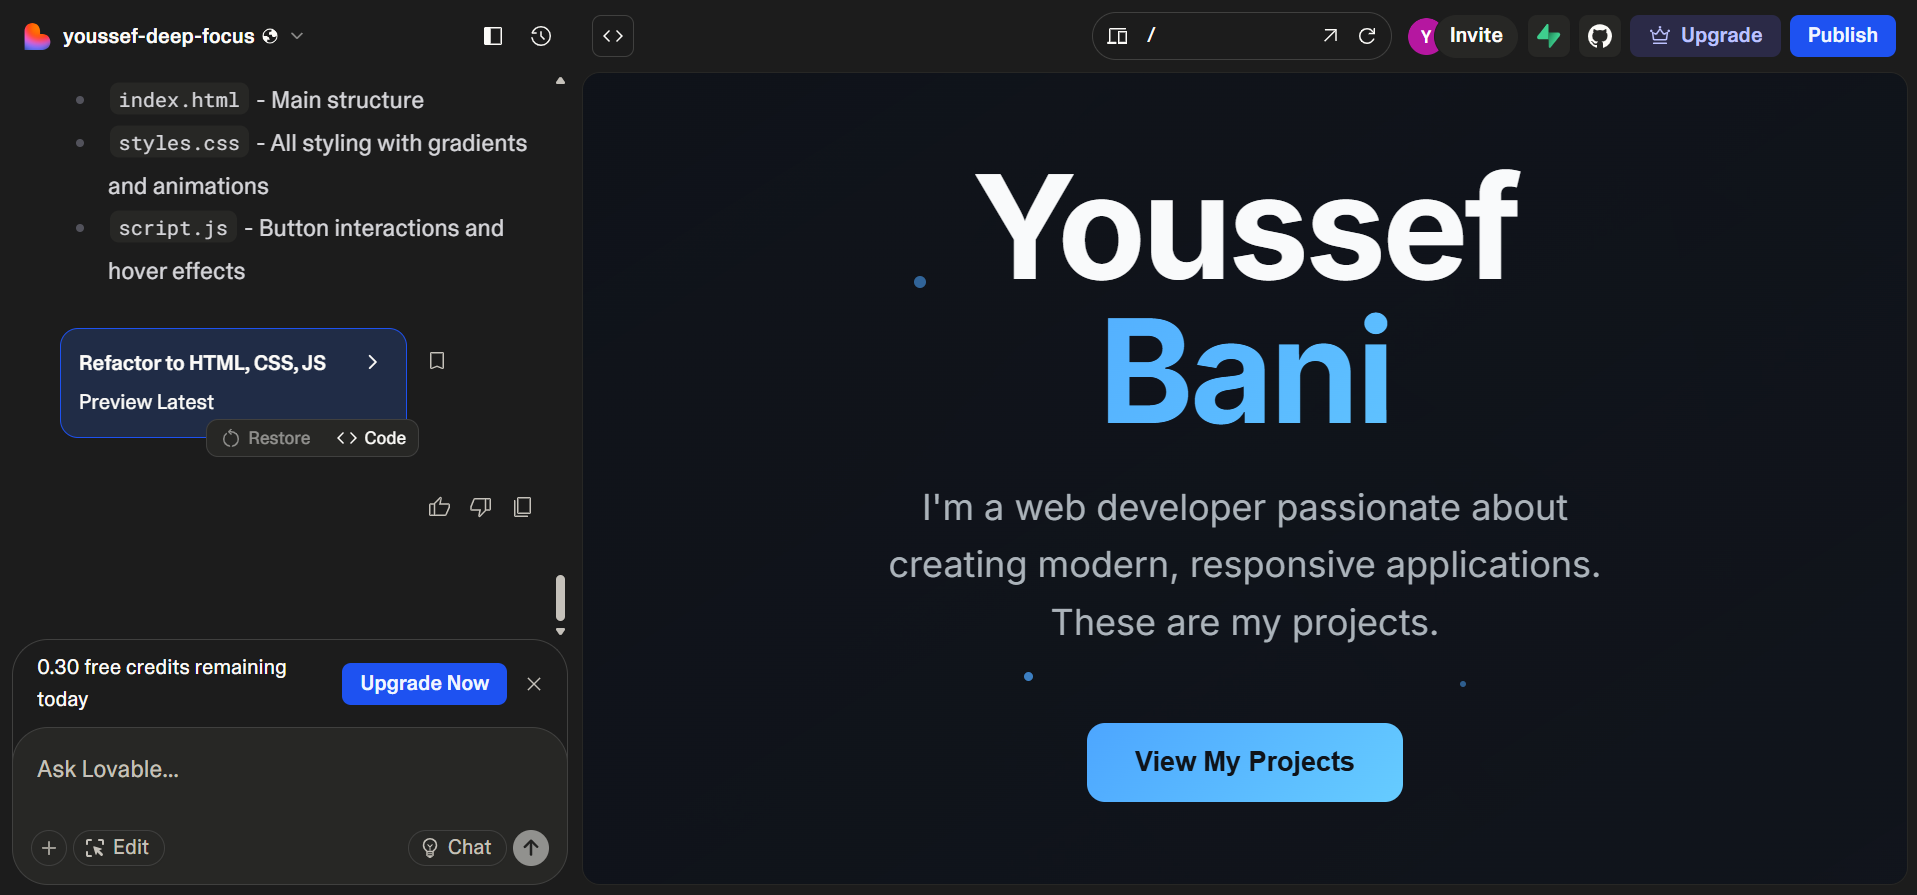 youssef-deep-focus
/
Y
Invite
Upgrade
Publish
index.html - Main structure
styles.css - All styling with gradients
and animations
script.js - Button interactions and
hover effects
Refactor to HTML, CSS, JS
Preview Latest
Restore
Code
0.30 free credits remaining
today
Upgrade Now
Ask Lovable...
Edit
Chat
Youssef
Bani
I'm a web developer passionate about
creating modern, responsive applications.
These are my projects.
View My Projects